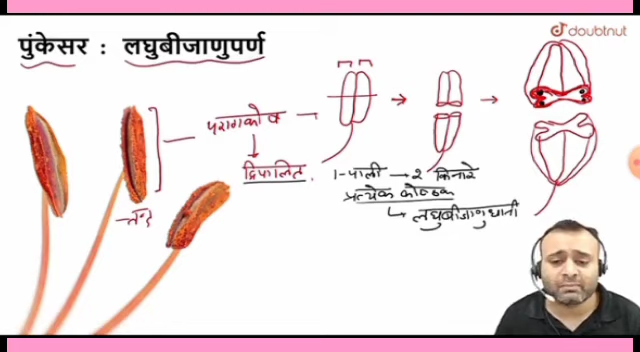 doubtnut
पुंकेसर : लघुबीजाणुपर्ण
परागकोष
द्विपालित
1-पाली → 2 किनारे
प्रत्येक कोष्ठक
लघुबीजाणुधानी